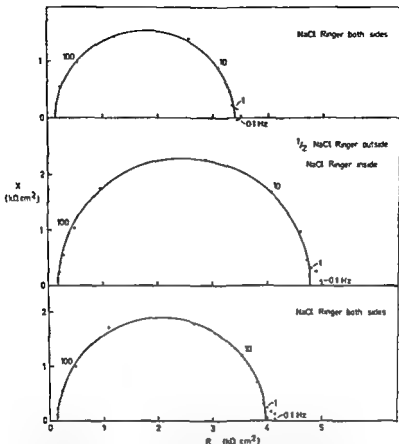 NaCl Ringer both sides
2
1
0
100
10
1
0.1 Hz
1/2 NaCl Ringer outside
NaCl Ringer inside
X
(kΩ cm²)
2
1
0
100
10
1
0.1 Hz
NaCl Ringer both sides
2
1
0
100
10
1
0.1 Hz
0 1 2 3 4 5
R (kΩ cm²)